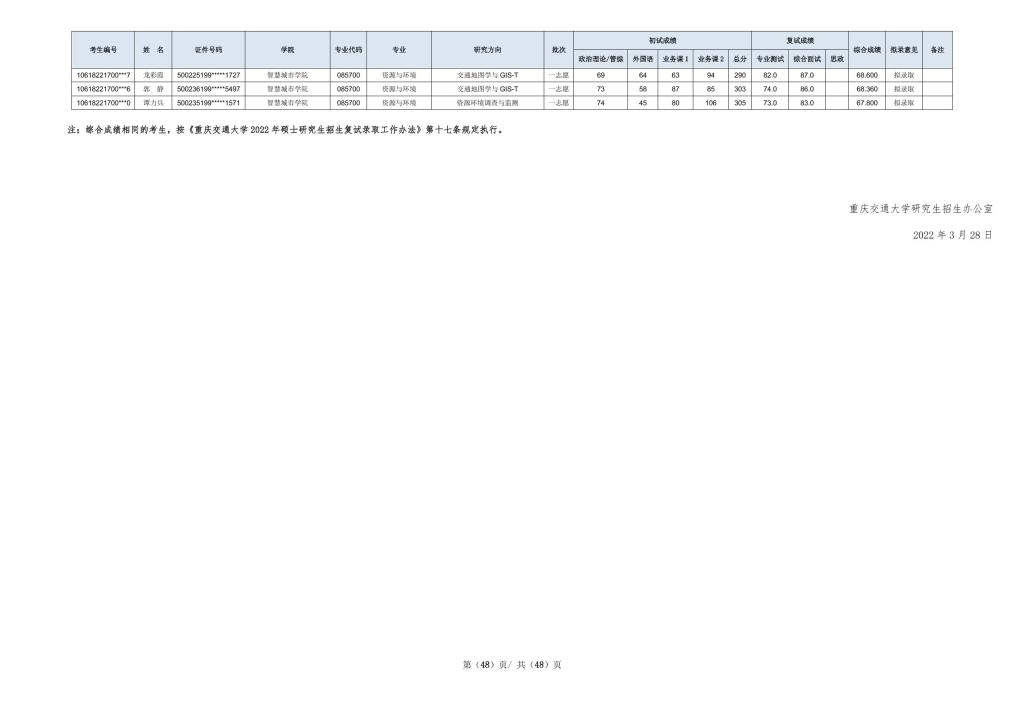 考生编号 姓 名 证件号码 学院 专业代码 专业 研究方向 批次 初试成绩 复试成绩 综合成绩 拟录意见 备注
政治理论/管综 外国语 业务课1 业务课2 总分 专业测试 综合面试 思政
10618221700***7 龙彩霞 500225199*****1727 智慧城市学院 085700 资源与环境 交通地图学与 GIS-T 一志愿 69 64 63 94 290 82.0 87.0 68.600 拟录取
10618221700***6 郭 静 500236199*****5497 智慧城市学院 085700 资源与环境 交通地图学与 GIS-T 一志愿 73 58 87 85 303 74.0 86.0 68.360 拟录取
10618221700***0 谭力兵 500235199*****1571 智慧城市学院 085700 资源与环境 资源环境调查与监测 一志愿 74 45 80 106 305 73.0 83.0 67.800 拟录取
注：综合成绩相同的考生，按《重庆交通大学 2022 年硕士研究生招生复试录取工作办法》第十七条规定执行。
重庆交通大学研究生招生办公室
2022 年 3 月 28 日
第（48）页/ 共（48）页